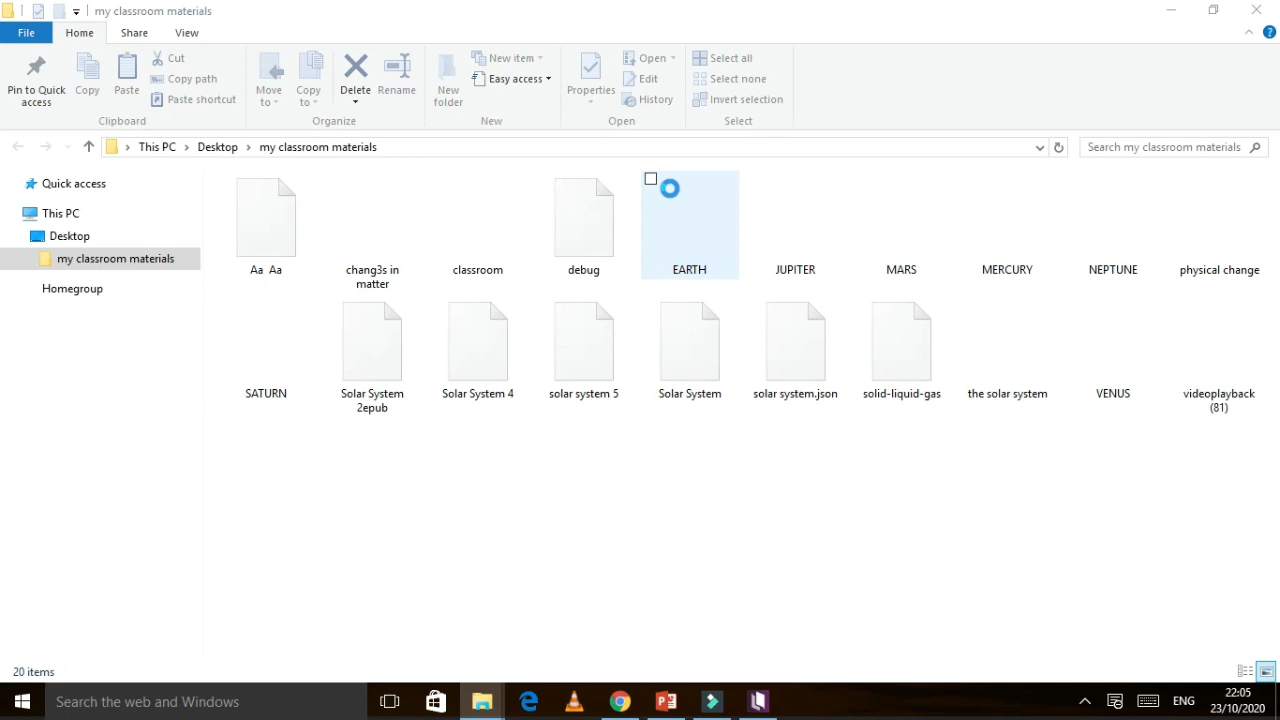 my classroom materials
File Home Share View
Pin to Quick access
Copy
Paste
Cut
Copy path
Paste shortcut
Clipboard
Move to
Copy to
Delete
Rename
Organize
New folder
New item
Easy access
New
Properties
Open
Edit
History
Open
Select all
Select none
Invert selection
Select
This PC Desktop my classroom materials
Search my classroom materials
Quick access
This PC
Desktop
my classroom materials
Homegroup
Aa Aa
chang3s in
matter
classroom
debug
EARTH
JUPITER
MARS
MERCURY
NEPTUNE
physical change
SATURN
Solar System
2epub
Solar System 4
solar system 5
Solar System
solar system.json
solid-liquid-gas
the solar system
VENUS
videoplayback
(81)
20 items
Search the web and Windows
ENG
22:05
23/10/2020